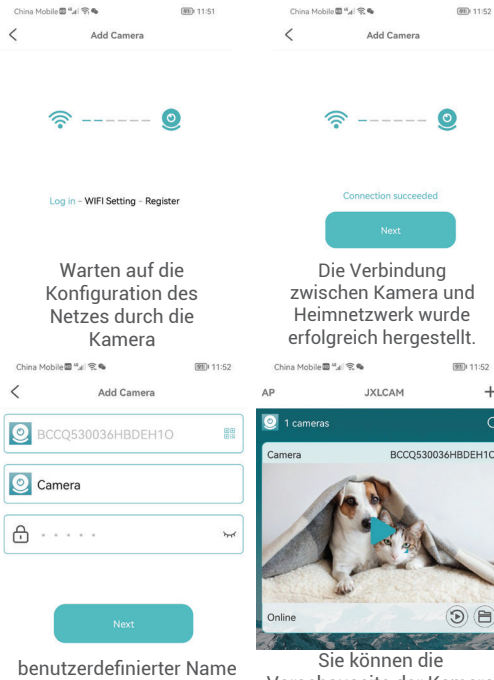 China Mobile 11:51
Add Camera
Log in - WIFI Setting - Register
Warten auf die
Konfiguration des
Netzes durch die
Kamera
China Mobile 11:52
Add Camera
Connection succeeded
Next
Die Verbindung
zwischen Kamera und
Heimnetzwerk wurde
erfolgreich hergestellt.
China Mobile 11:52
Add Camera
BCCQ530036HBDEH1O
Camera
Next
benutzerdefinierter Name
China Mobile 11:52
AP JXLCAM +
1 cameras
Camera BCCQ530036HBDEH1O
Online
Sie können die
Vorschauseite der Kamera